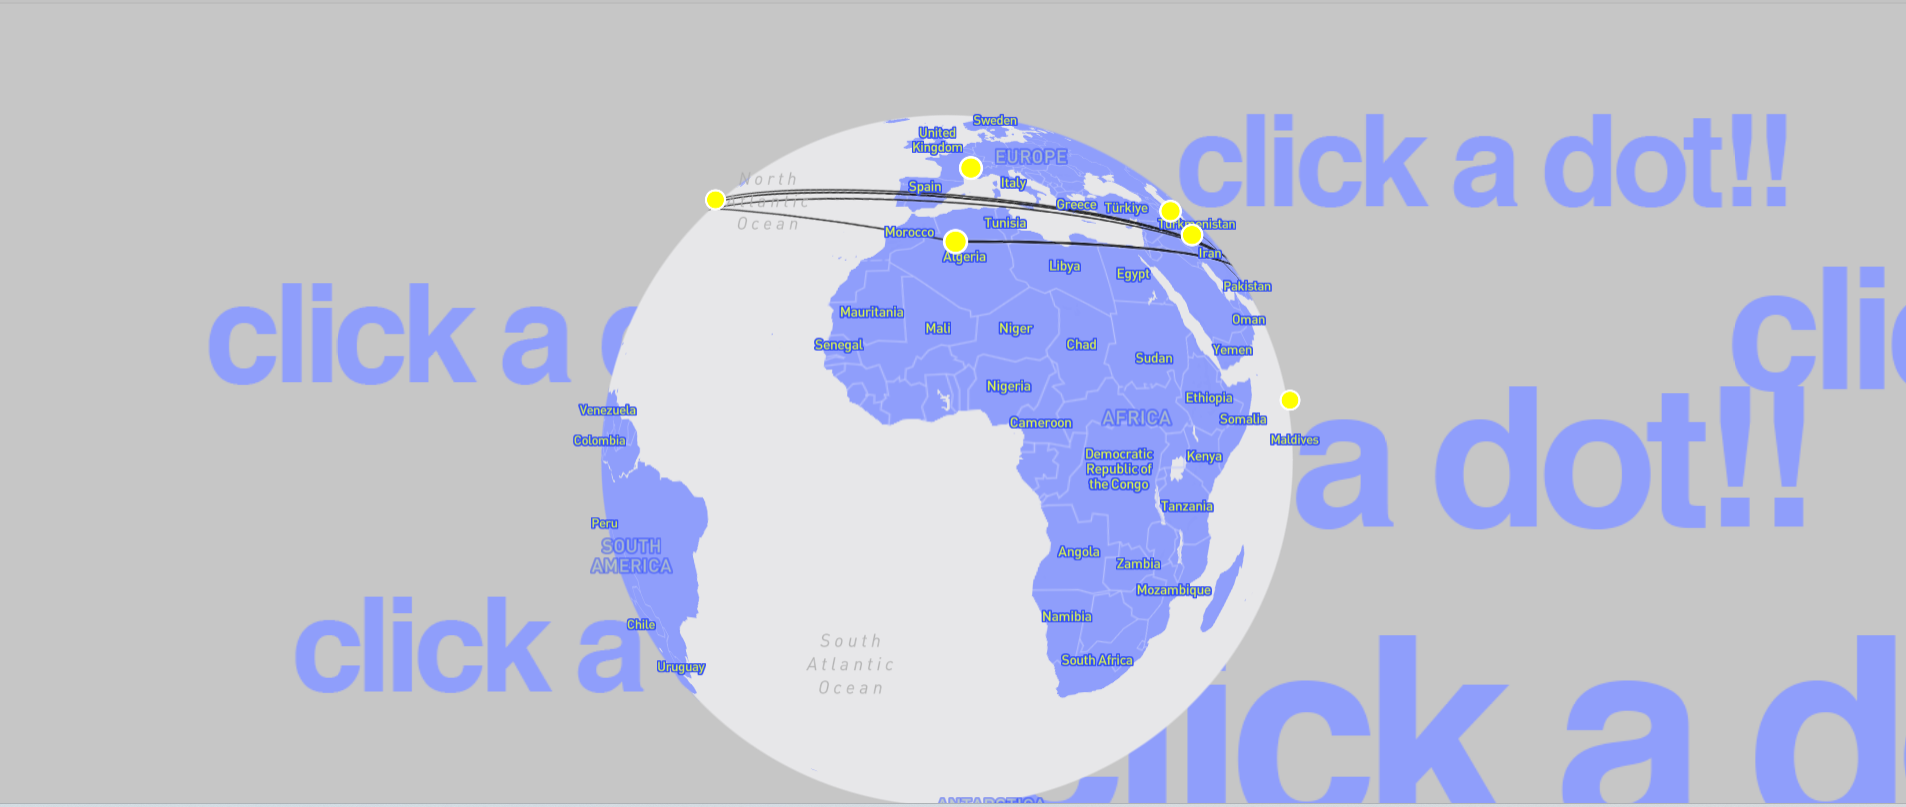 click a dot!!
Sweden
United
Kingdom
EUROPE
North
Atlantic
Ocean
Spain
Italy
Greece
Türkiye
Turkmenistan
Tunisia
Morocco
Algeria
Iran
Libya
Egypt
Pakistan
click a d
Mauritania
Mali
Niger
Chad
Oman
Senegal
Sudan
Yemen
clic
Nigeria
Ethiopia
Venezuela
Cameroon
AFRICA
Somalia
Colombia
Maldives
a dot!!
Democratic
Republic of
the Congo
Kenya
Tanzania
Peru
SOUTH
AMERICA
Angola
Zambia
Mozambique
Namibia
click a
Chile
South
Atlantic
Ocean
South Africa
Uruguay
click a d
ANTARCTICA